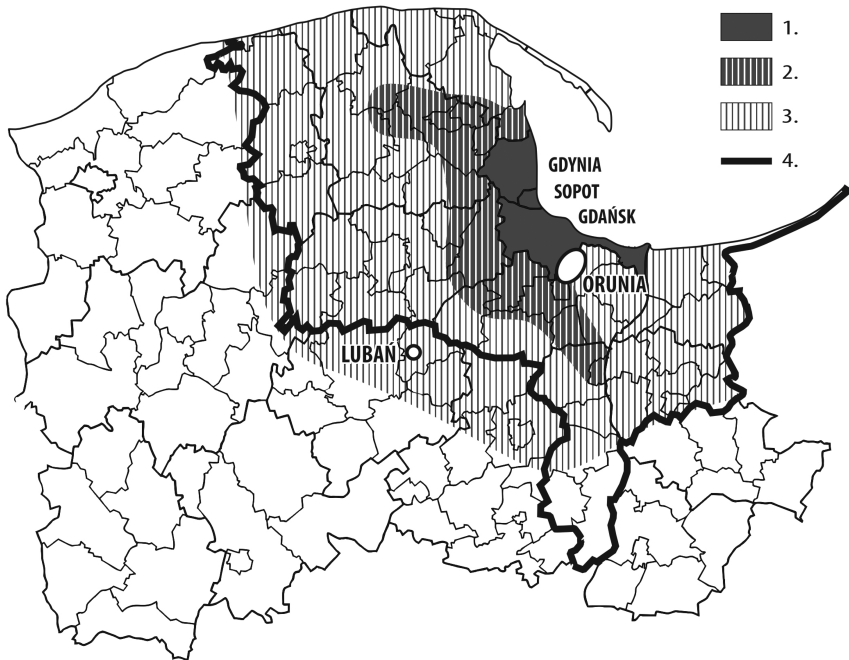 1.
2.
3.
4.
GDYNIA
SOPOT
GDAŃSK
ORUNIA
LUBAŃ